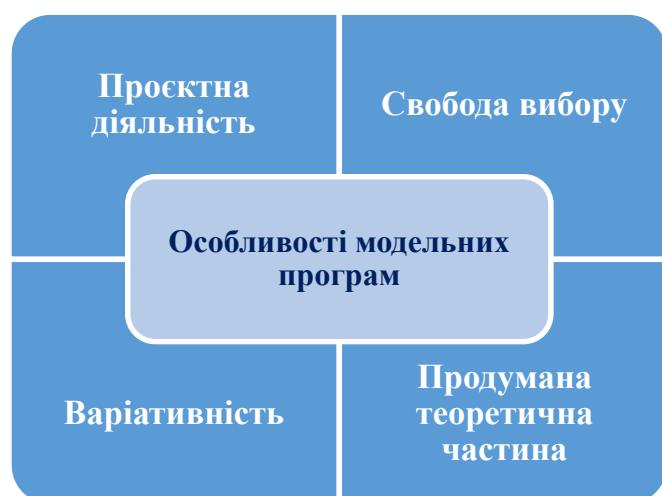 Проєктна
діяльність
Свобода вибору
Особливості модельних
програм
Варіативність
Продумана
теоретична
частина